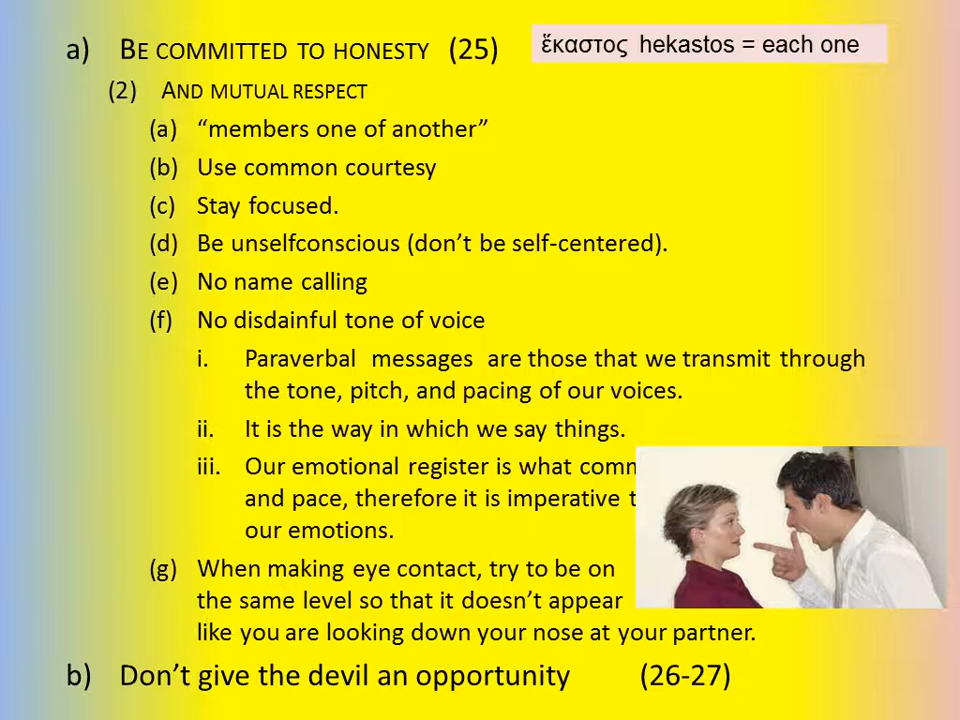 a) BE COMMITTED TO HONESTY (25)
ἕκαστος hekastos = each one
(2) AND MUTUAL RESPECT
(a) “members one of another”
(b) Use common courtesy
(c) Stay focused.
(d) Be unselfconscious (don’t be self-centered).
(e) No name calling
(f) No disdainful tone of voice
i. Paraverbal messages are those that we transmit through
the tone, pitch, and pacing of our voices.
ii. It is the way in which we say things.
iii. Our emotional register is what
and pace, therefore it is imperative
our emotions.
(g) When making eye contact, try to be on
the same level so that it doesn’t appear
like you are looking down your nose at your partner.
b) Don’t give the devil an opportunity (26-27)